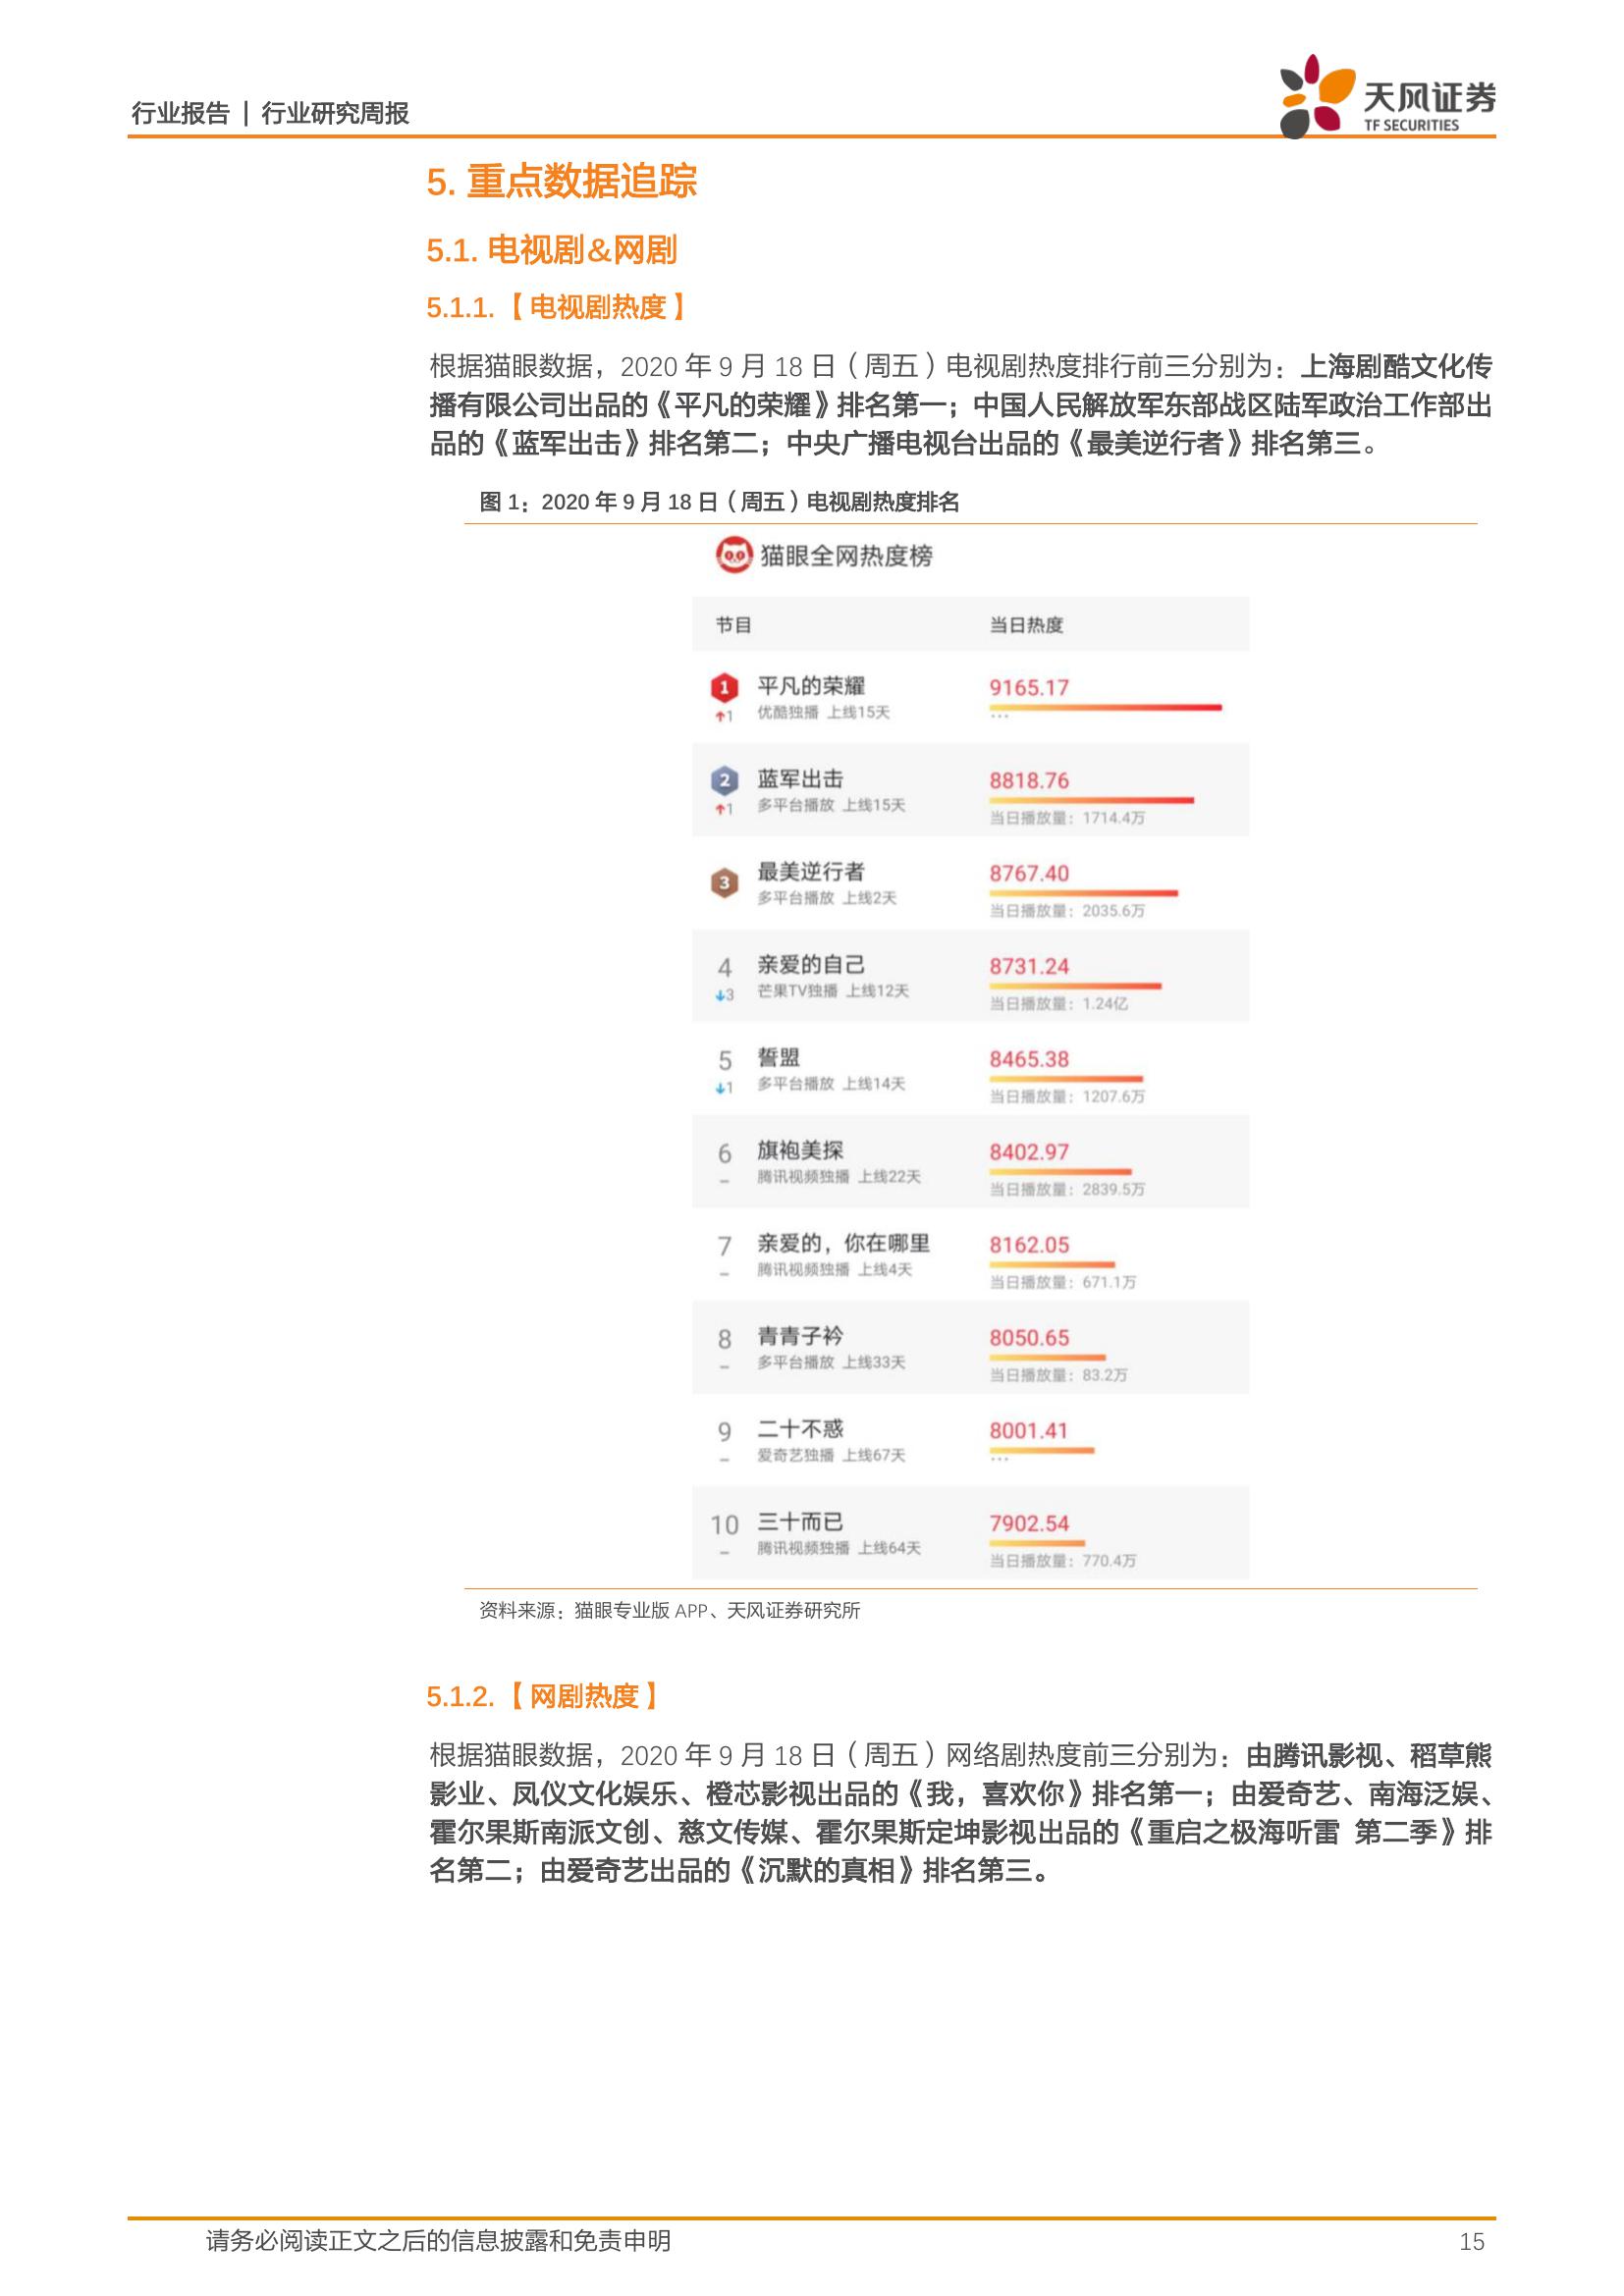 行业报告 | 行业研究周报
天风证券
TF SECURITIES
5. 重点数据追踪
5.1. 电视剧&网剧
5.1.1.【电视剧热度】
根据猫眼数据，2020 年 9 月 18 日（周五）电视剧热度排行前三分别为：上海剧酷文化传
播有限公司出品的《平凡的荣耀》排名第一；中国人民解放军东部战区陆军政治工作部出
品的《蓝军出击》排名第二；中央广播电视台出品的《最美逆行者》排名第三。
图 1：2020 年 9 月 18 日（周五）电视剧热度排名
猫眼全网热度榜
节目 当日热度
1 平凡的荣耀 9165.17
↑1 优酷独播 上线15天 ...
2 蓝军出击 8818.76
↑1 多平台播放 上线15天 当日播放量：1714.4万
3 最美逆行者 8767.40
多平台播放 上线2天 当日播放量：2035.6万
4 亲爱的自己 8731.24
↓3 芒果TV独播 上线12天 当日播放量：1.24亿
5 誓盟 8465.38
↓1 多平台播放 上线14天 当日播放量：1207.6万
6 旗袍美探 8402.97
– 腾讯视频独播 上线22天 当日播放量：2839.5万
7 亲爱的，你在哪里 8162.05
– 腾讯视频独播 上线4天 当日播放量：671.1万
8 青青子衿 8050.65
– 多平台播放 上线33天 当日播放量：83.2万
9 二十不惑 8001.41
– 爱奇艺独播 上线67天 ...
10 三十而已 7902.54
– 腾讯视频独播 上线64天 当日播放量：770.4万
资料来源：猫眼专业版 APP、天风证券研究所
5.1.2.【网剧热度】
根据猫眼数据，2020 年 9 月 18 日（周五）网络剧热度前三分别为：由腾讯影视、稻草熊
影业、凤仪文化娱乐、橙芯影视出品的《我，喜欢你》排名第一；由爱奇艺、南海泛娱、
霍尔果斯南派文创、慈文传媒、霍尔果斯定坤影视出品的《重启之极海听雷 第二季》排
名第二；由爱奇艺出品的《沉默的真相》排名第三。
请务必阅读正文之后的信息披露和免责申明 15